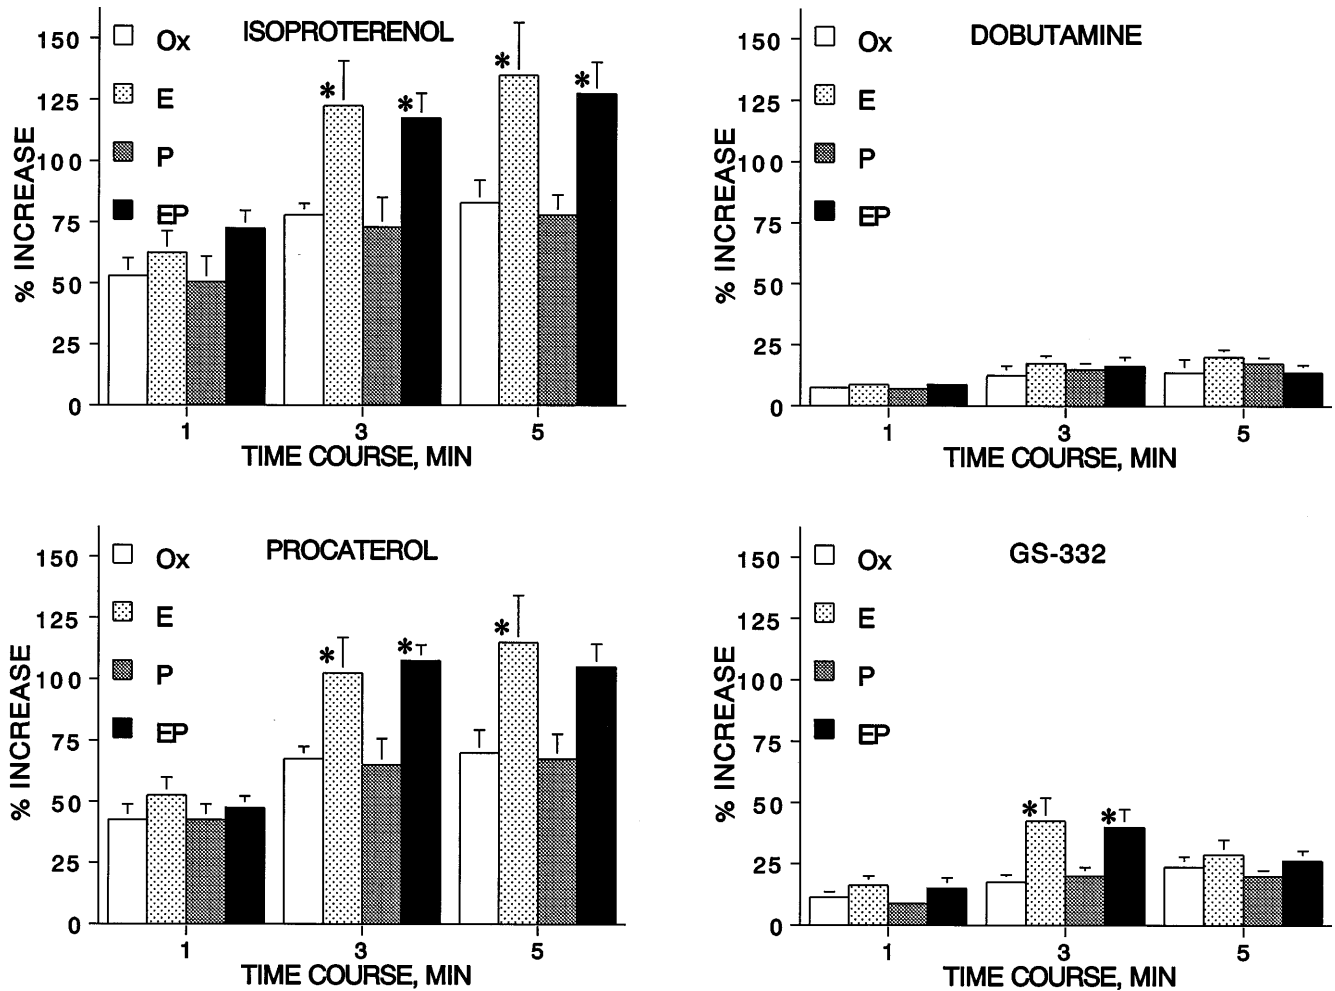 ISOPROTERENOL
% INCREASE
150
125
100
75
50
25
0
Ox
E
P
EP
*
*
*
*
1 3 5
TIME COURSE, MIN
DOBUTAMINE
% INCREASE
150
125
100
75
50
25
0
Ox
E
P
EP
1 3 5
TIME COURSE, MIN
PROCATEROL
% INCREASE
150
125
100
75
50
25
0
Ox
E
P
EP
*
*
*
1 3 5
TIME COURSE, MIN
GS-332
% INCREASE
150
125
100
75
50
25
0
Ox
E
P
EP
*
*
1 3 5
TIME COURSE, MIN